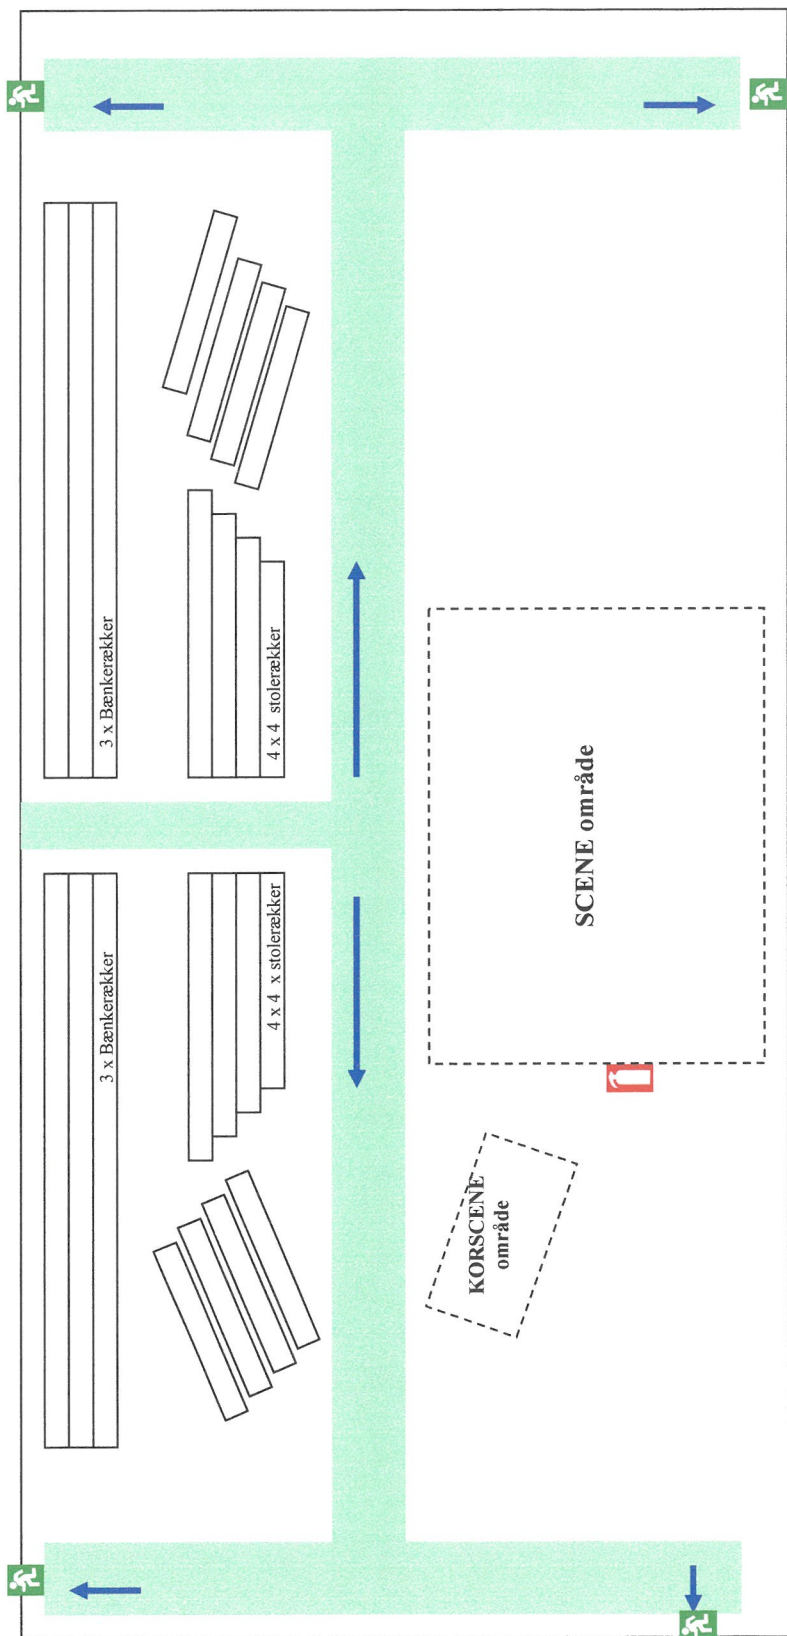 3 x Bænkerækker
3 x Bænkerækker
4 x 4 x stolerækker
4 x 4 stolerækker
KORSCENE
område
SCENE område